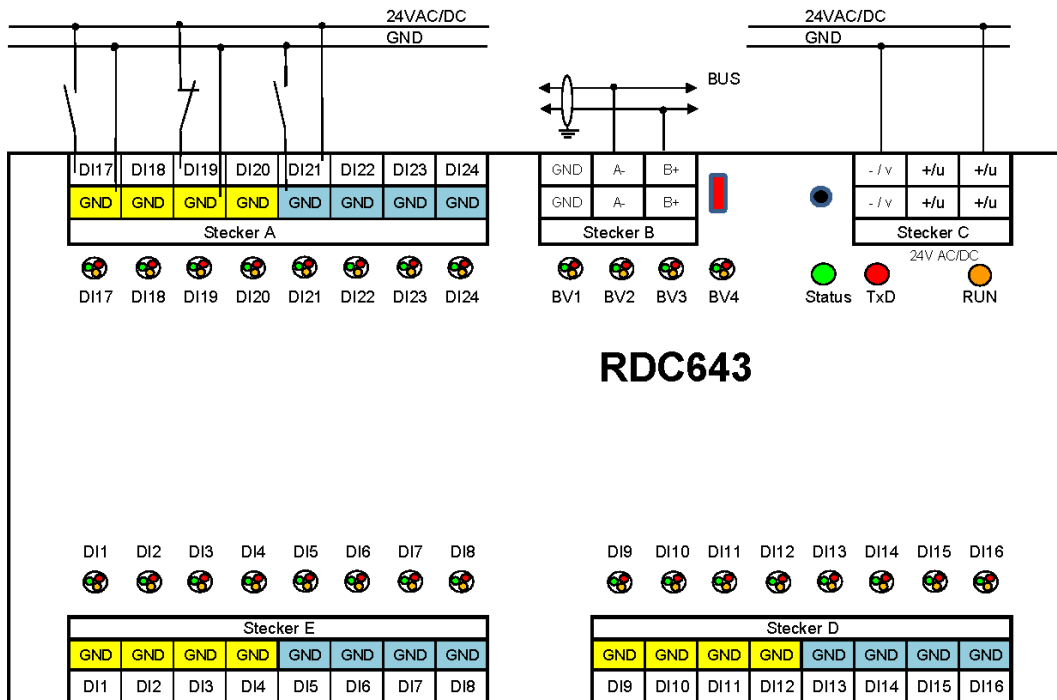 24VAC/DC 24VAC/DC
GND GND
BUS
DI17 DI18 DI19 DI20 DI21 DI22 DI23 DI24 GND A- B+ - / v +/u +/u
GND GND GND GND GND GND GND GND GND A- B+ - / v +/u +/u
Stecker A Stecker B Stecker C
24V AC/DC
DI17 DI18 DI19 DI20 DI21 DI22 DI23 DI24 BV1 BV2 BV3 BV4 Status TxD RUN
RDC643
DI1 DI2 DI3 DI4 DI5 DI6 DI7 DI8 DI9 DI10 DI11 DI12 DI13 DI14 DI15 DI16
Stecker E Stecker D
GND GND GND GND GND GND GND GND GND GND GND GND GND GND GND GND
DI1 DI2 DI3 DI4 DI5 DI6 DI7 DI8 DI9 DI10 DI11 DI12 DI13 DI14 DI15 DI16